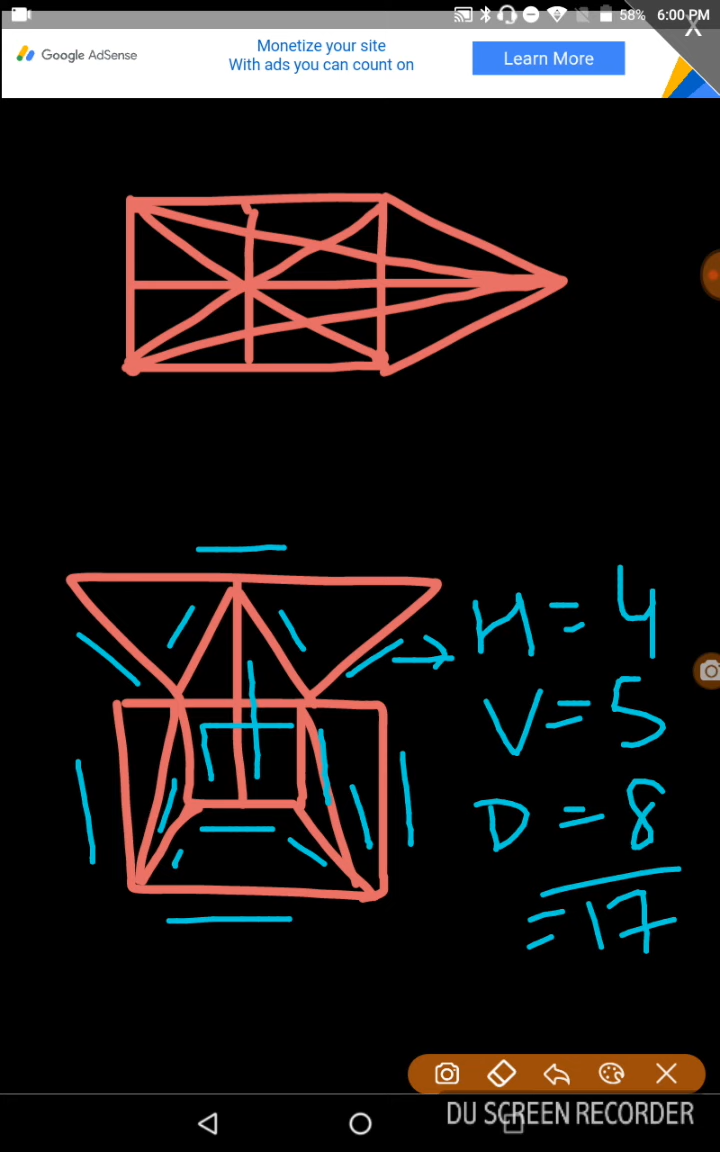 58% 6:00 PM
Google AdSense
Monetize your site
With ads you can count on
Learn More
X
H = 4
V = 5
D = 8
= 17
DU SCREEN RECORDER